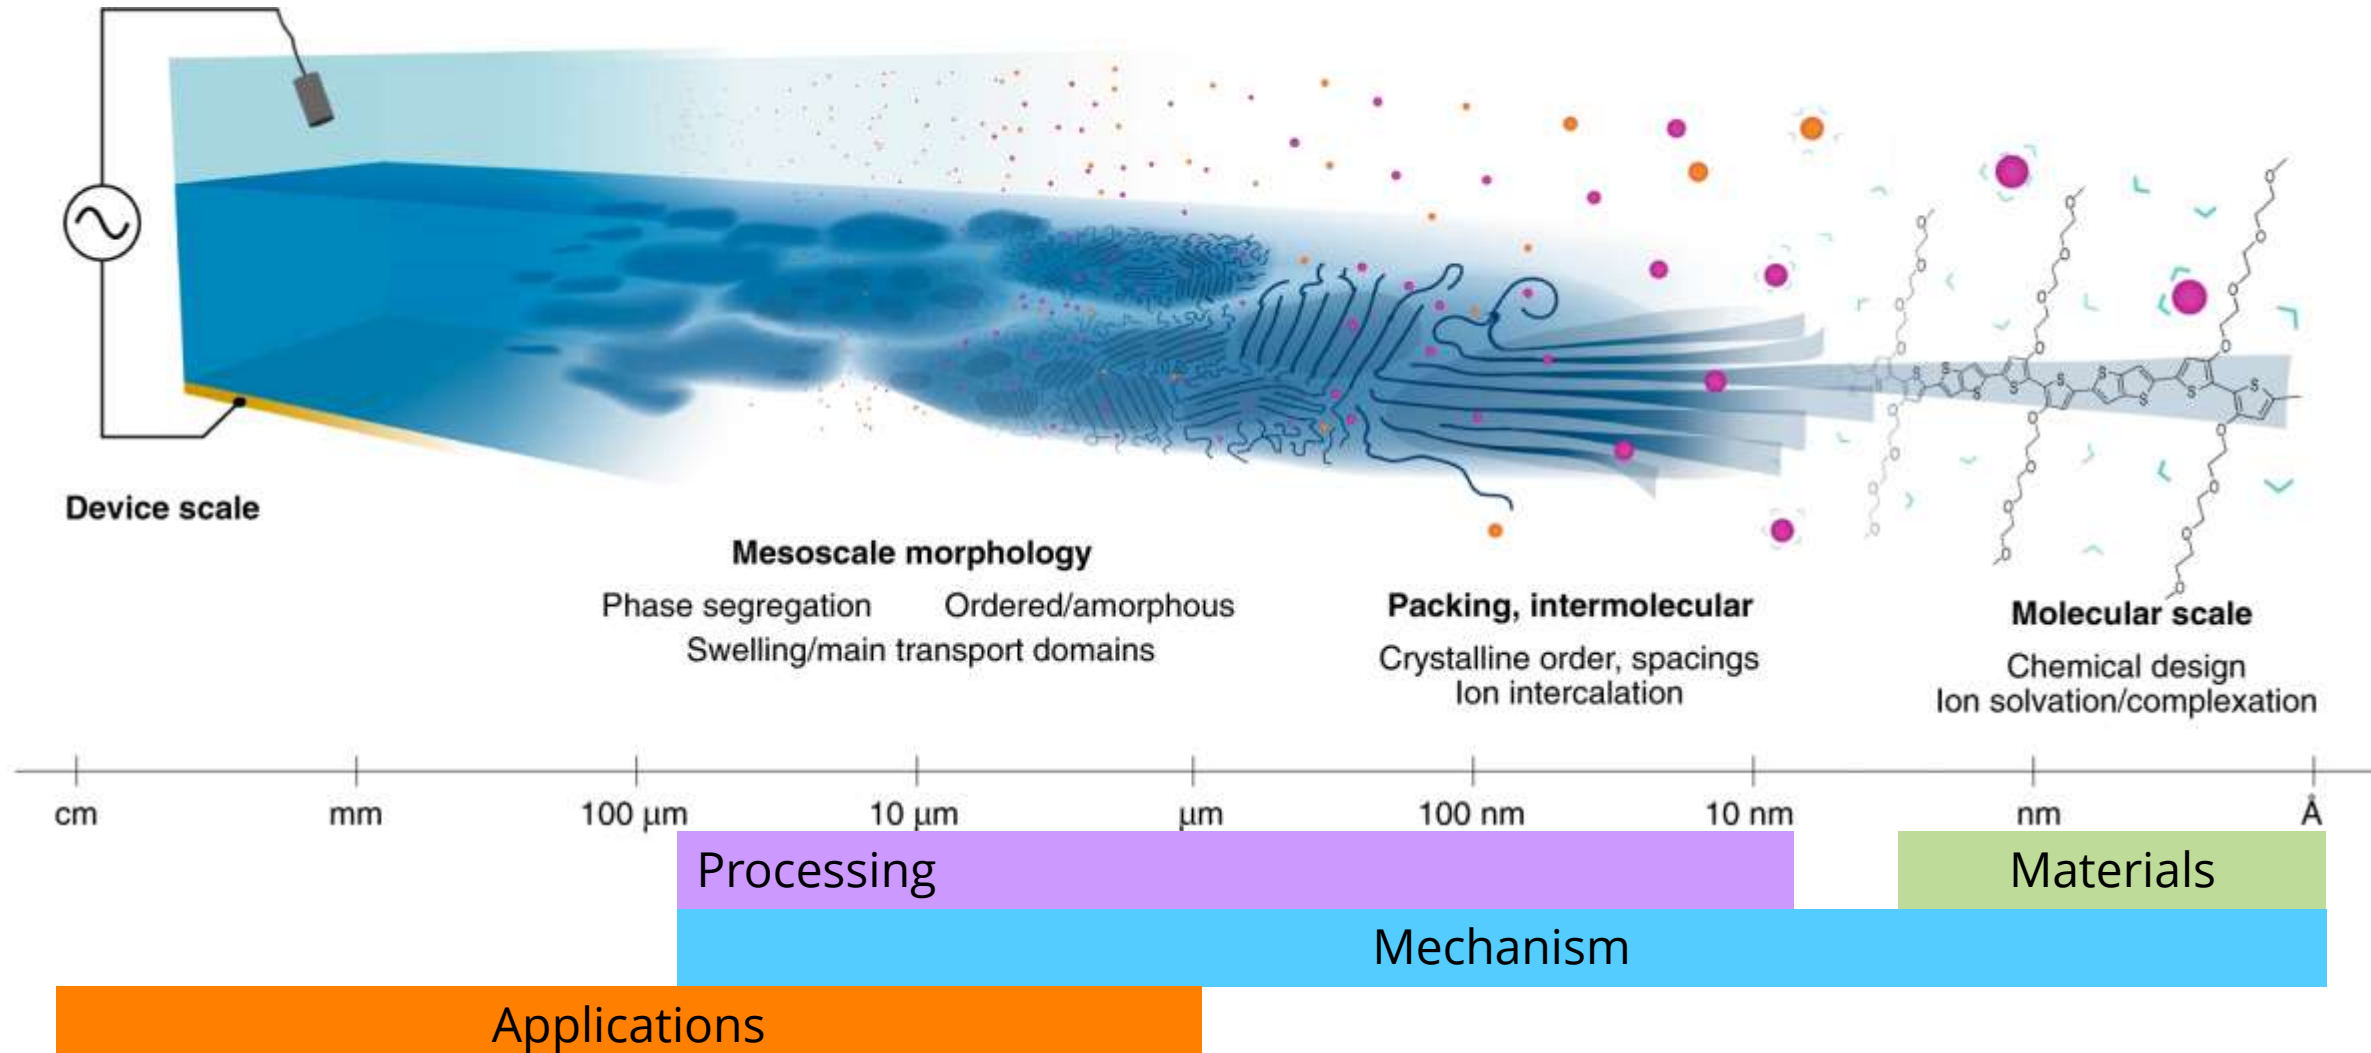 Device scale
Mesoscale morphology
Phase segregation Ordered/amorphous
Swelling/main transport domains
Packing, intermolecular
Crystalline order, spacings
Ion intercalation
Molecular scale
Chemical design
Ion solvation/complexation
cm mm 100 µm 10 µm µm 100 nm 10 nm nm Å
Processing
Materials
Mechanism
Applications